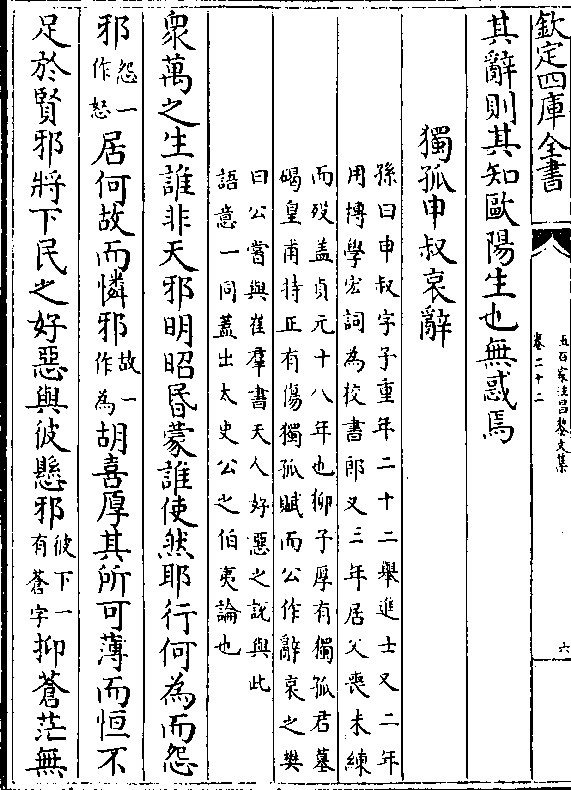 欽定四庫全書
五百家注昌黎文集
卷二十二
六
其辭則其知歐陽生也無惑焉
獨孤申叔哀辭
孫曰申叔字子重年二十二舉進士又二年
用博學宏詞為校書郎又三年居父喪未練
而歿盖貞元十八年也栁子厚有獨孤君墓
碣皇甫持正有傷獨孤賦而公作辭哀之樊
曰公嘗與崔羣書天人好惡之說與此
語意一同蓋出太史公之伯夷論也
衆萬之生誰非天邪明昭昬蒙誰使然耶行何為而怨
邪怨一作怒居何故而憐邪故一作為胡喜厚其所可薄而恒不
足於賢邪將下民之好惡與彼懸邪彼下一有蒼字抑蒼茫無